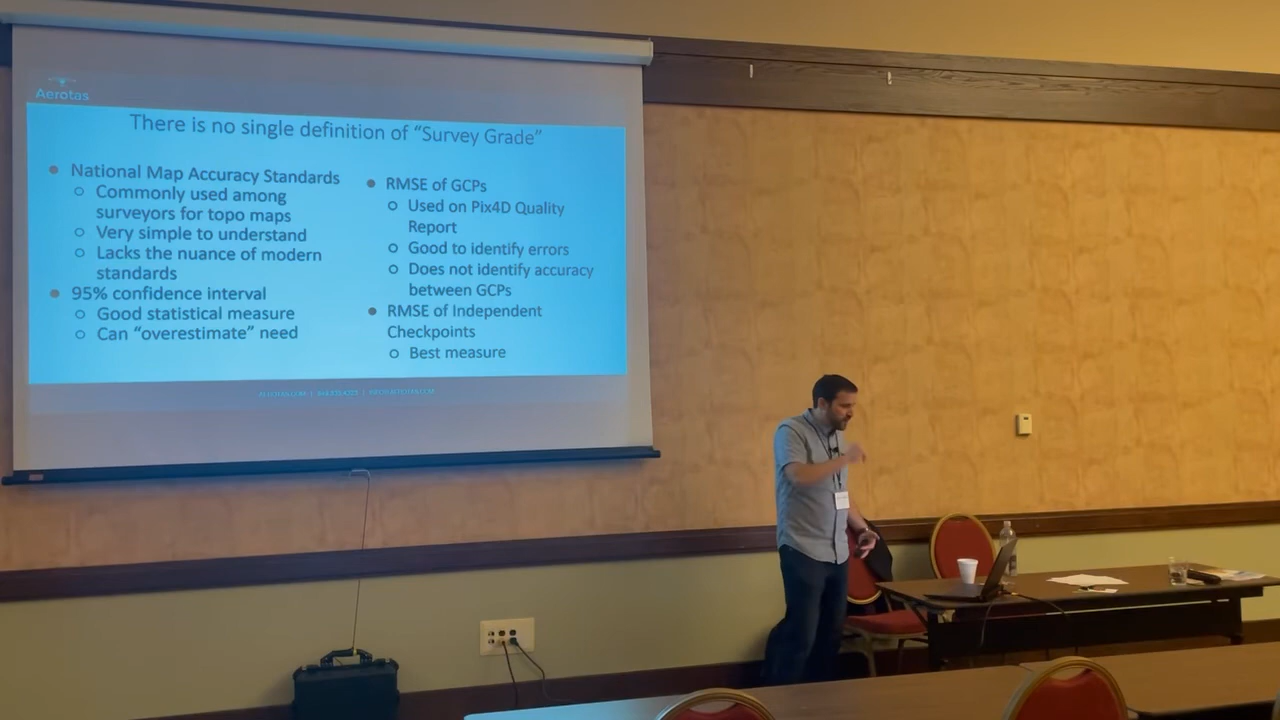 Aerotas
There is no single definition of “Survey Grade”
National Map Accuracy Standards
Commonly used among
surveyors for topo maps
Very simple to understand
Lacks the nuance of modern
standards
95% confidence interval
Good statistical measure
Can “overestimate” need
RMSE of GCPs
Used on Pix4D Quality
Report
Good to identify errors
Does not identify accuracy
between GCPs
RMSE of Independent
Checkpoints
Best measure